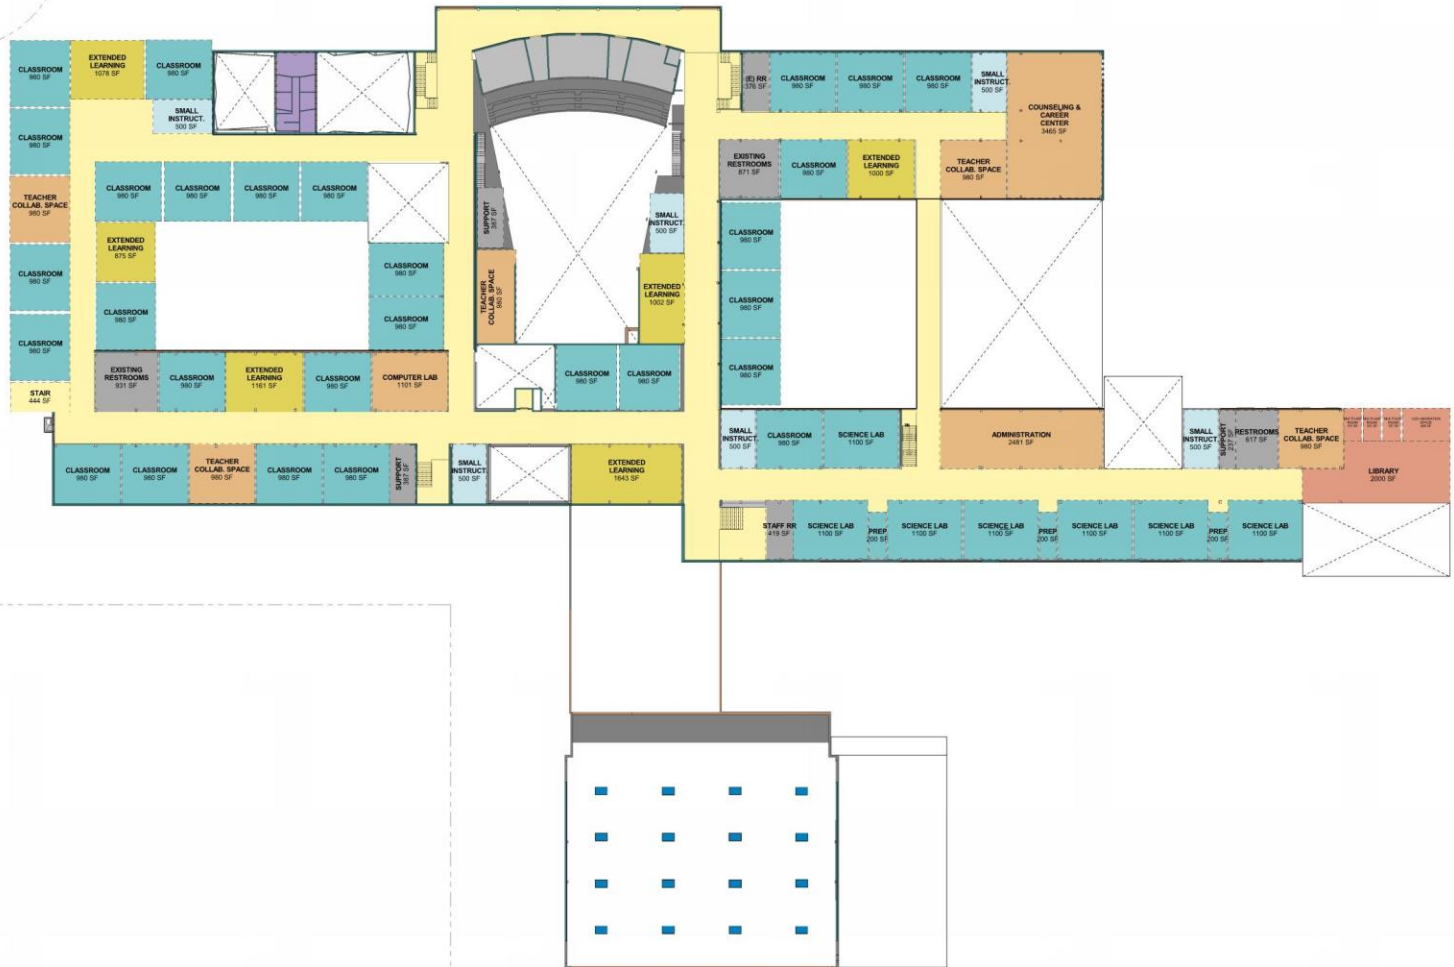 CLASSROOM
980 SF
EXTENDED
LEARNING
1078 SF
CLASSROOM
980 SF
SMALL
INSTRUCT.
500 SF
CLASSROOM
980 SF
TEACHER
COLLAB. SPACE
980 SF
CLASSROOM
980 SF
CLASSROOM
980 SF
STAIR
444 SF
CLASSROOM
980 SF
CLASSROOM
980 SF
CLASSROOM
980 SF
CLASSROOM
980 SF
EXTENDED
LEARNING
875 SF
CLASSROOM
980 SF
CLASSROOM
980 SF
CLASSROOM
980 SF
EXISTING
RESTROOMS
931 SF
CLASSROOM
980 SF
EXTENDED
LEARNING
1161 SF
CLASSROOM
980 SF
COMPUTER LAB
1101 SF
CLASSROOM
980 SF
CLASSROOM
980 SF
TEACHER
COLLAB. SPACE
980 SF
CLASSROOM
980 SF
CLASSROOM
980 SF
SUPPORT
387 SF
SMALL
INSTRUCT.
500 SF
EXTENDED
LEARNING
1643 SF
SUPPORT
387 SF
TEACHER
COLLAB. SPACE
980 SF
SMALL
INSTRUCT.
500 SF
EXTENDED
LEARNING
1002 SF
CLASSROOM
980 SF
CLASSROOM
980 SF
(E) RR
376 SF
CLASSROOM
980 SF
CLASSROOM
980 SF
CLASSROOM
980 SF
SMALL
INSTRUCT.
500 SF
COUNSELING &
CAREER
CENTER
3465 SF
EXISTING
RESTROOMS
871 SF
CLASSROOM
980 SF
EXTENDED
LEARNING
1000 SF
TEACHER
COLLAB. SPACE
980 SF
CLASSROOM
980 SF
CLASSROOM
980 SF
CLASSROOM
980 SF
SMALL
INSTRUCT.
500 SF
CLASSROOM
980 SF
SCIENCE LAB
1100 SF
ADMINISTRATION
2481 SF
SMALL
INSTRUCT.
500 SF
SUPPORT
237 SF
RESTROOMS
617 SF
TEACHER
COLLAB. SPACE
980 SF
LIBRARY
2000 SF
STAFF RR
419 SF
SCIENCE LAB
1100 SF
PREP
200 SF
SCIENCE LAB
1100 SF
SCIENCE LAB
1100 SF
PREP
200 SF
SCIENCE LAB
1100 SF
SCIENCE LAB
1100 SF
PREP
200 SF
SCIENCE LAB
1100 SF